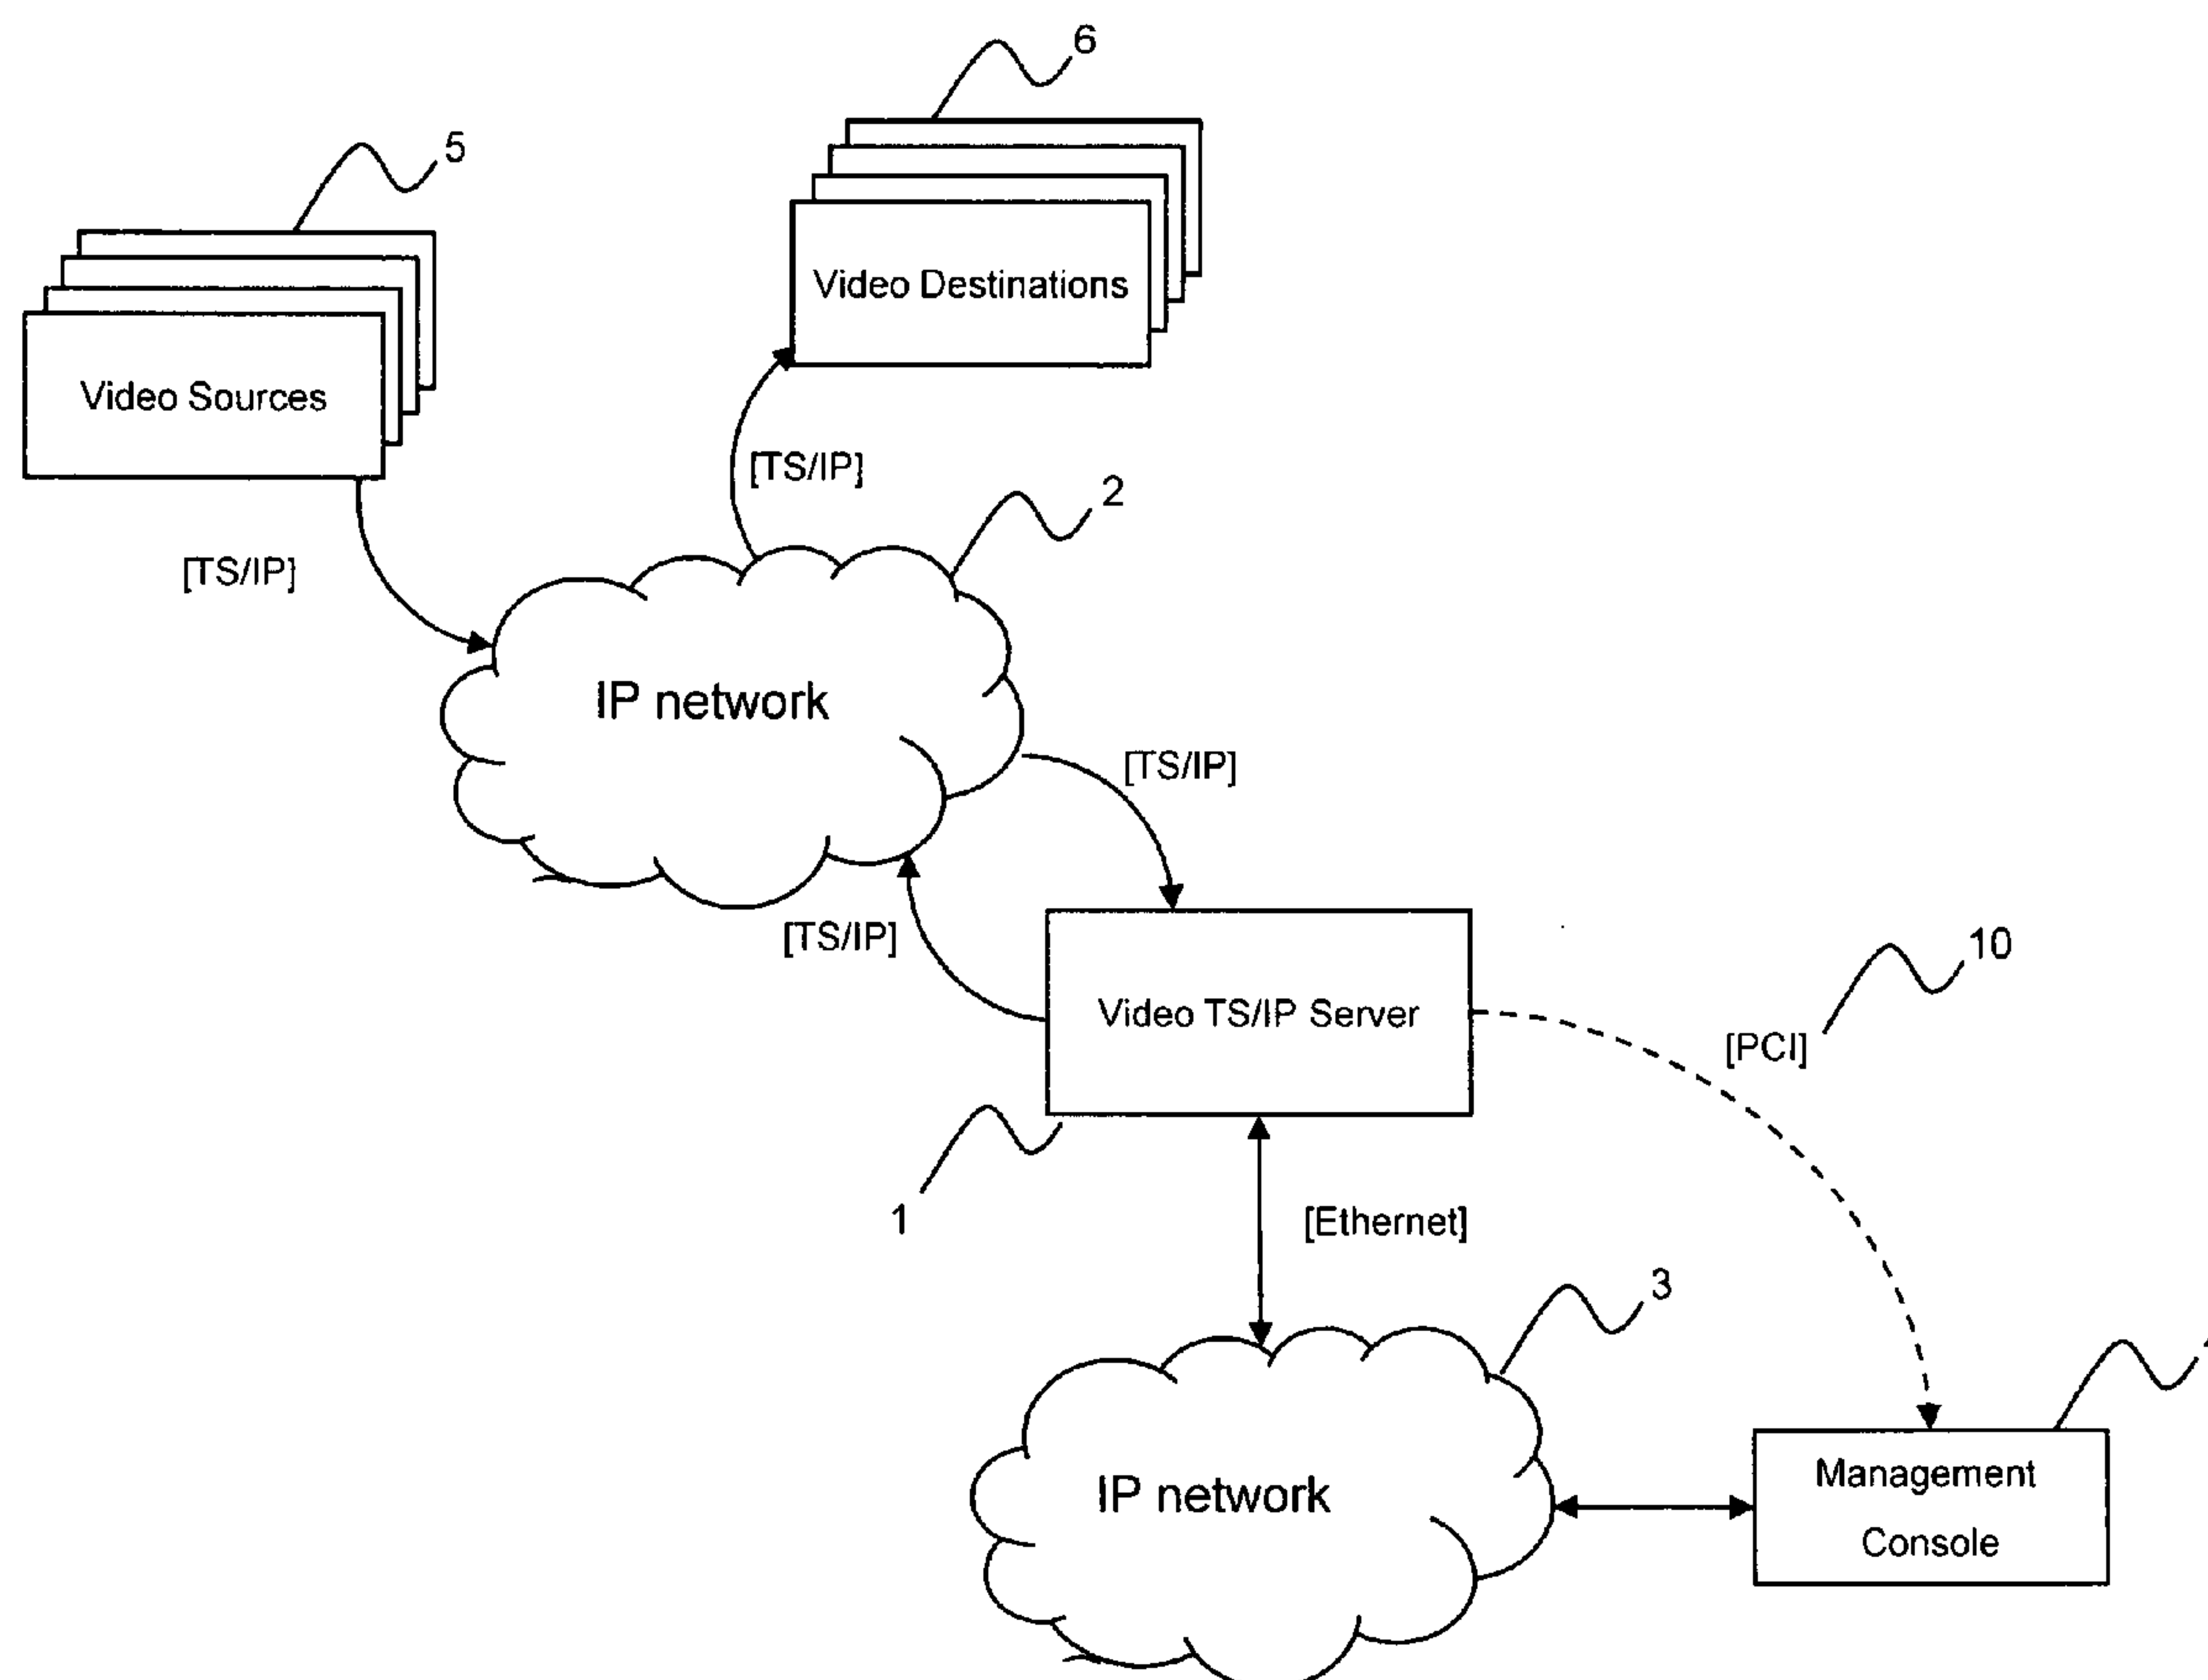 6
5
Video Destinations
Video Sources
[TS/IP]
2
[TS/IP]
IP network
[TS/IP]
[TS/IP]
10
Video TS/IP Server
[PCI]
1
[Ethernet]
3
Management
IP network
Console